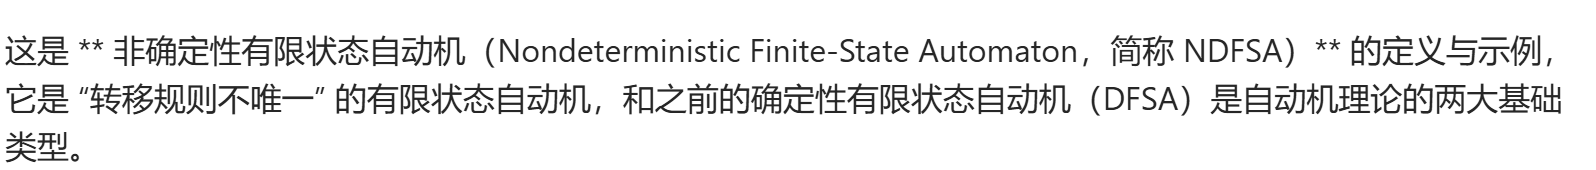 这是 ** 非确定性有限状态自动机（Nondeterministic Finite-State Automaton，简称 NDFSA）** 的定义与示例，
它是 “转移规则不唯一” 的有限状态自动机，和之前的确定性有限状态自动机（DFSA）是自动机理论的两大基础
类型。